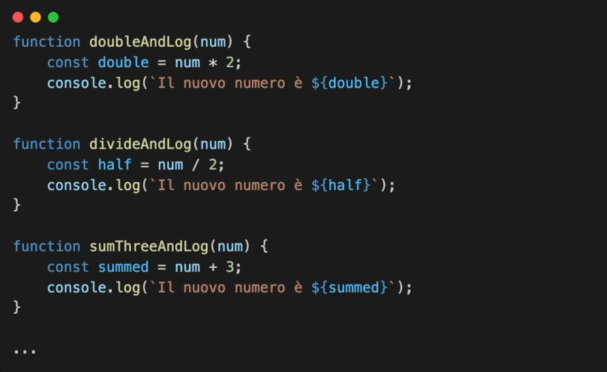 function doubleAndLog(num) {
    const double = num * 2;
    console.log(`Il nuovo numero è ${double}`);
}

function divideAndLog(num) {
    const half = num / 2;
    console.log(`Il nuovo numero è ${half}`);
}

function sumThreeAndLog(num) {
    const summed = num + 3;
    console.log(`Il nuovo numero è ${summed}`);
}

...